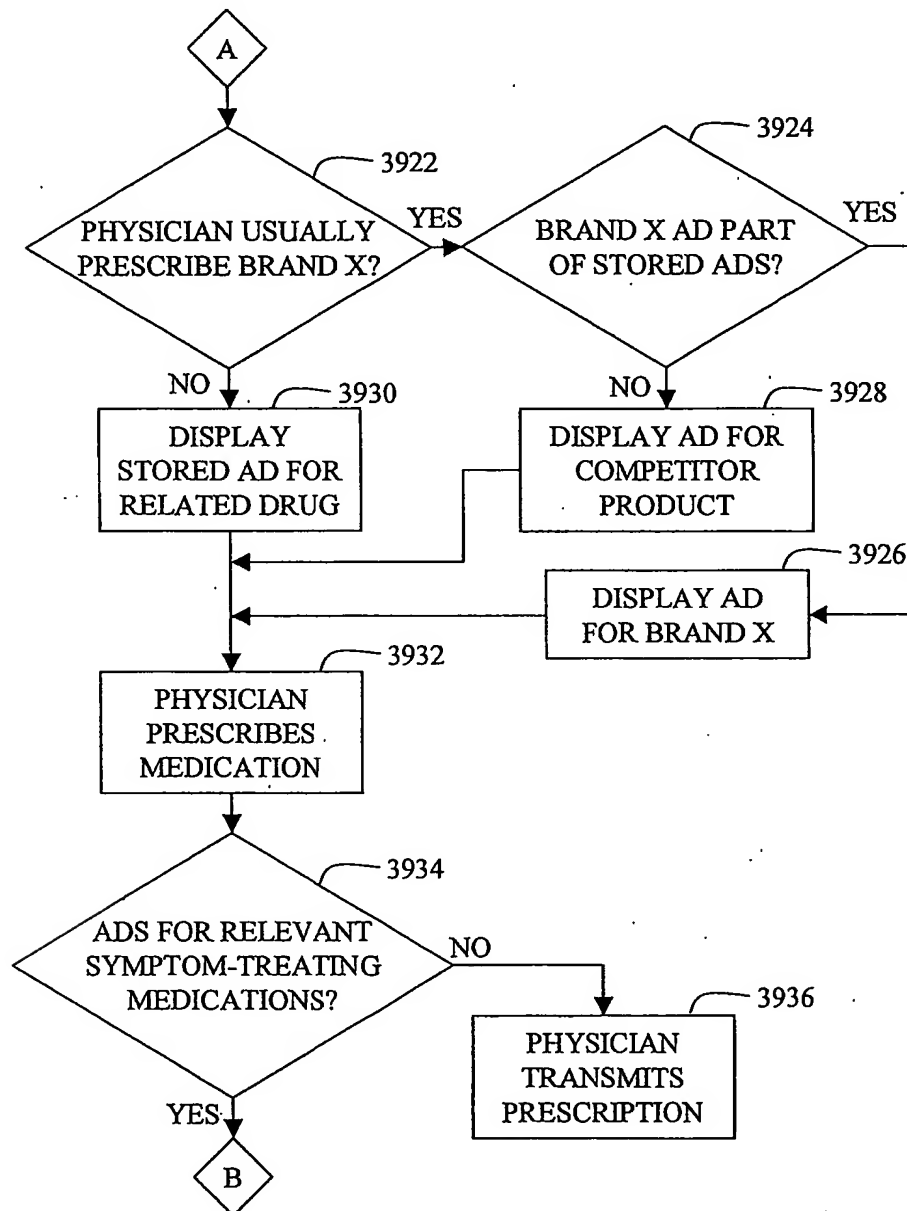 A
3922
PHYSICIAN USUALLY
PRESCRIBE BRAND X?
YES
3924
BRAND X AD PART
OF STORED ADS?
YES
NO
3930
DISPLAY
STORED AD FOR
RELATED DRUG
NO
3928
DISPLAY AD FOR
COMPETITOR
PRODUCT
3926
DISPLAY AD
FOR BRAND X
3932
PHYSICIAN
PRESCRIBES
MEDICATION
3934
ADS FOR RELEVANT
SYMPTOM-TREATING
MEDICATIONS?
NO
3936
PHYSICIAN
TRANSMITS
PRESCRIPTION
YES
B